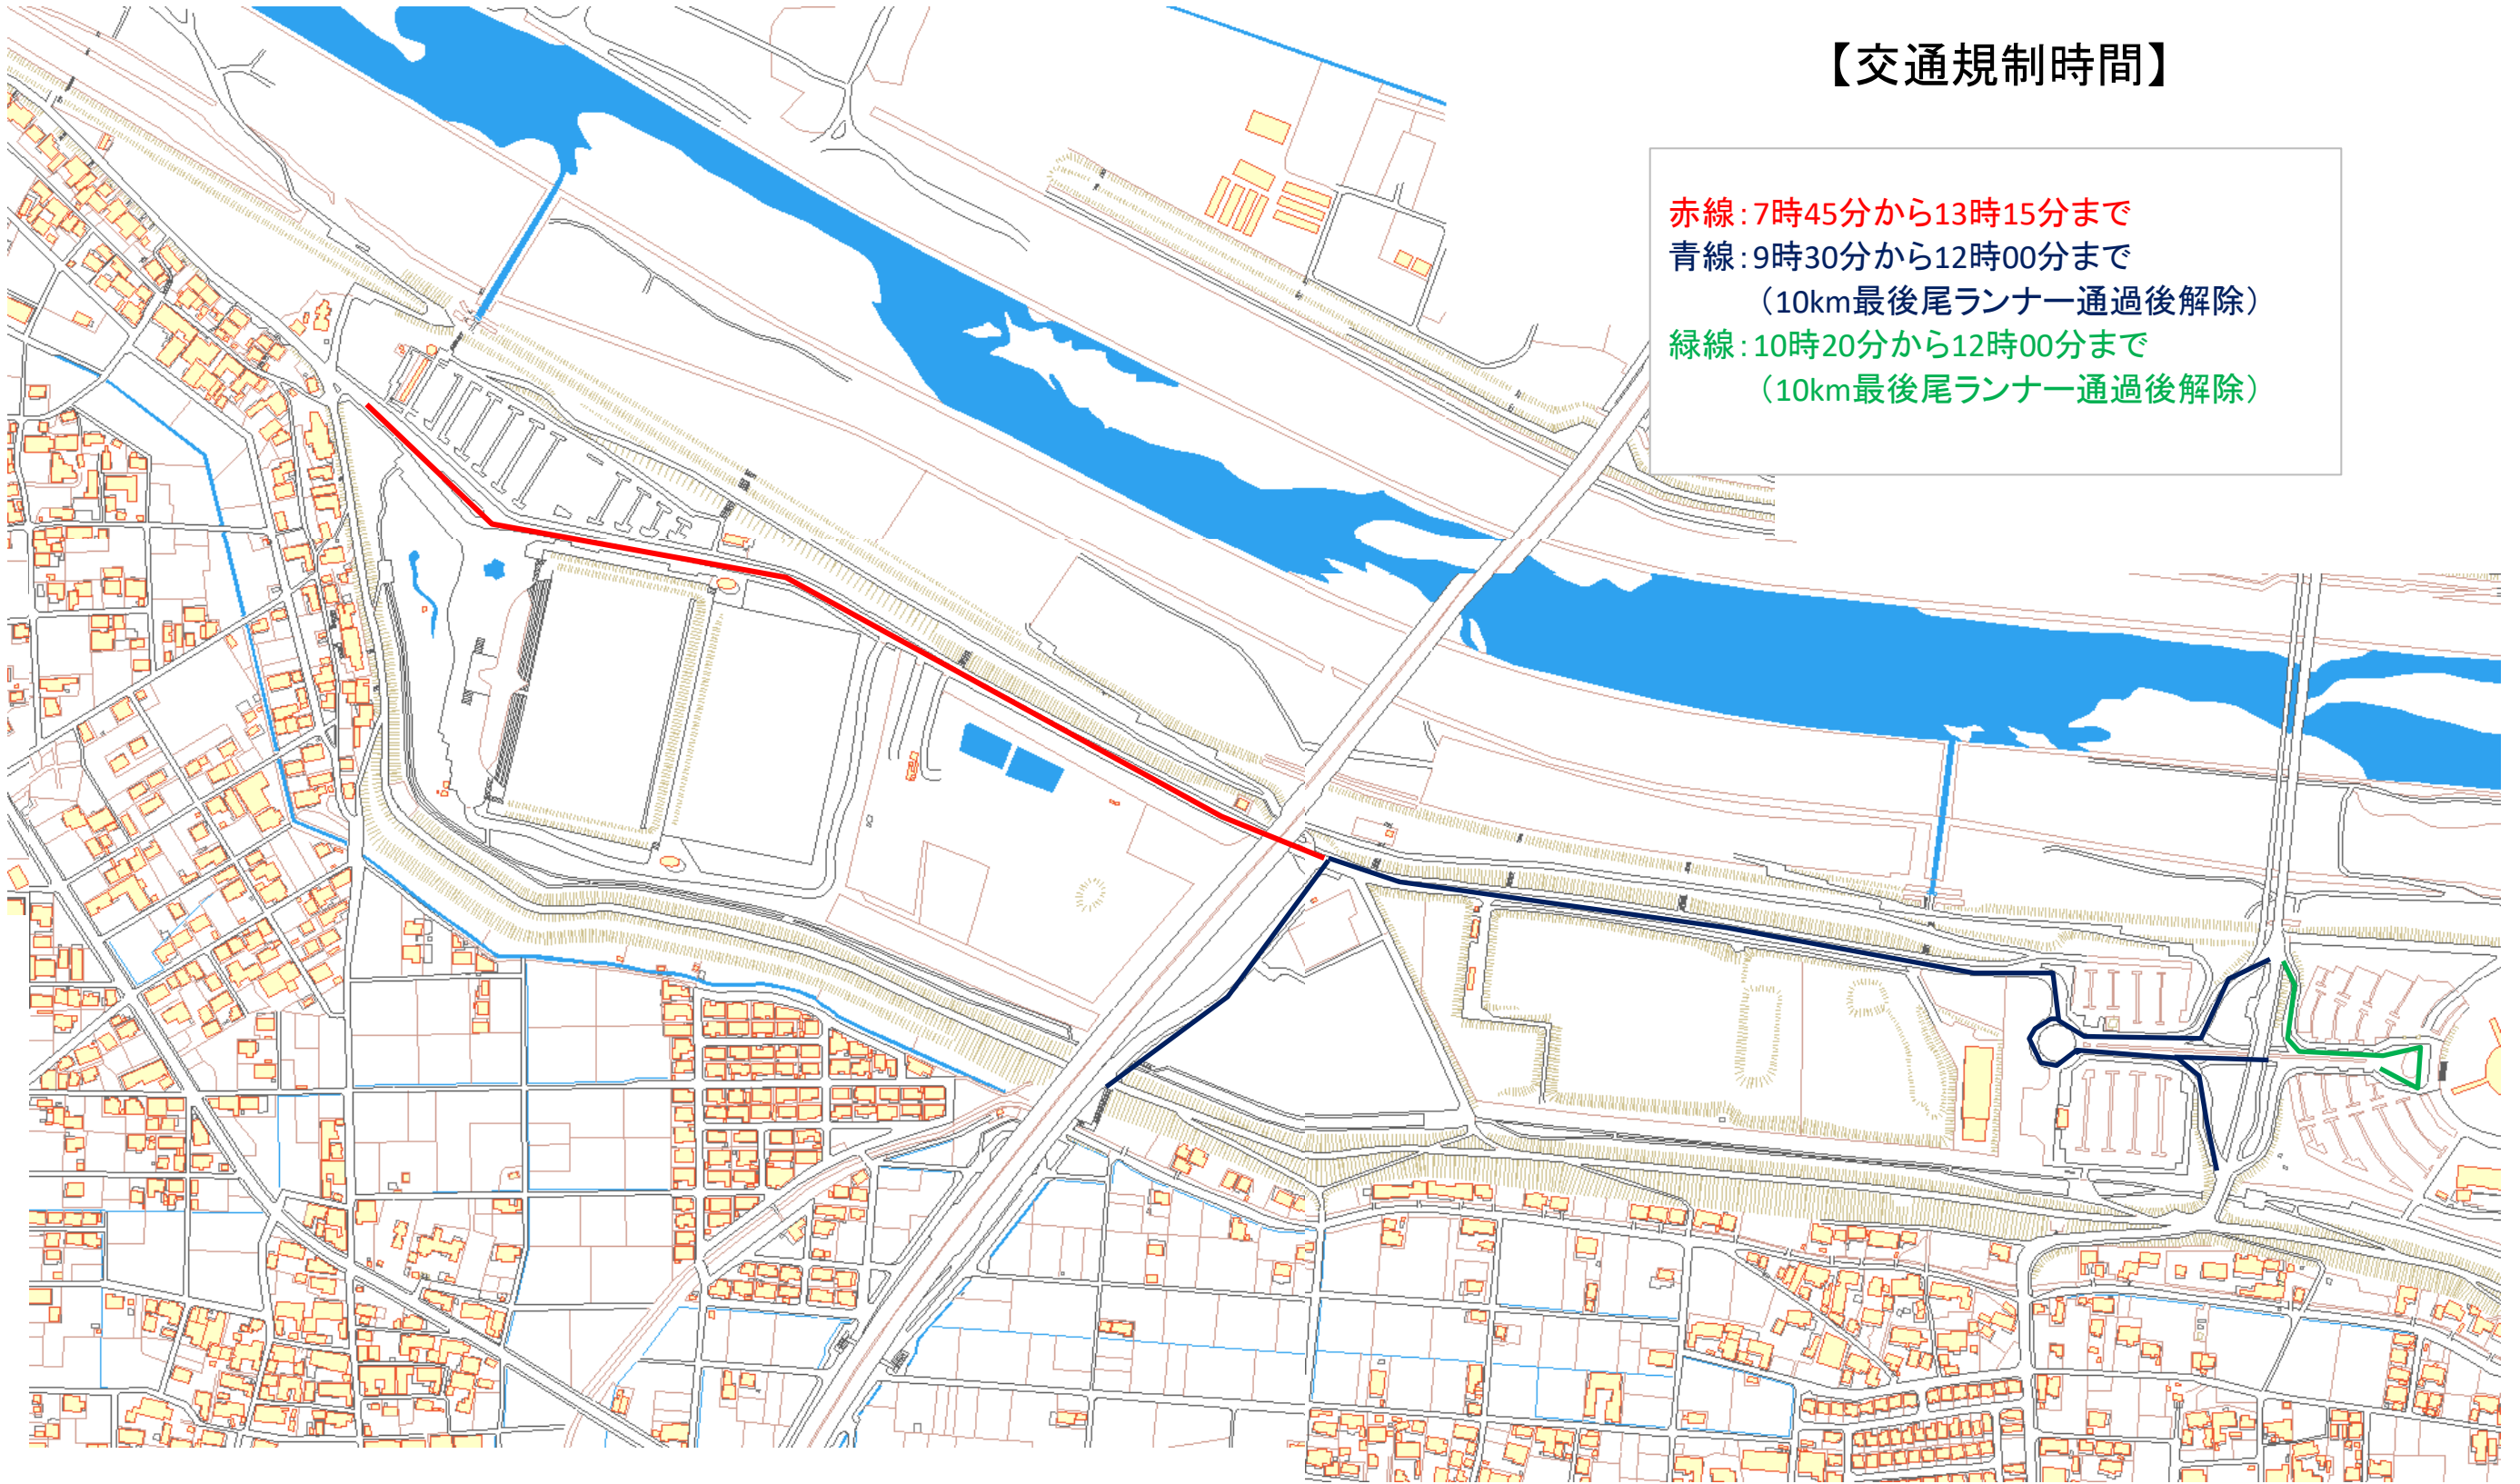 【交通規制時間】
赤線:7時45分から13時15分まで
青線:9時30分から12時00分まで
(10km最後尾ランナー通過後解除)
緑線:10時20分から12時00分まで
(10km最後尾ランナー通過後解除)